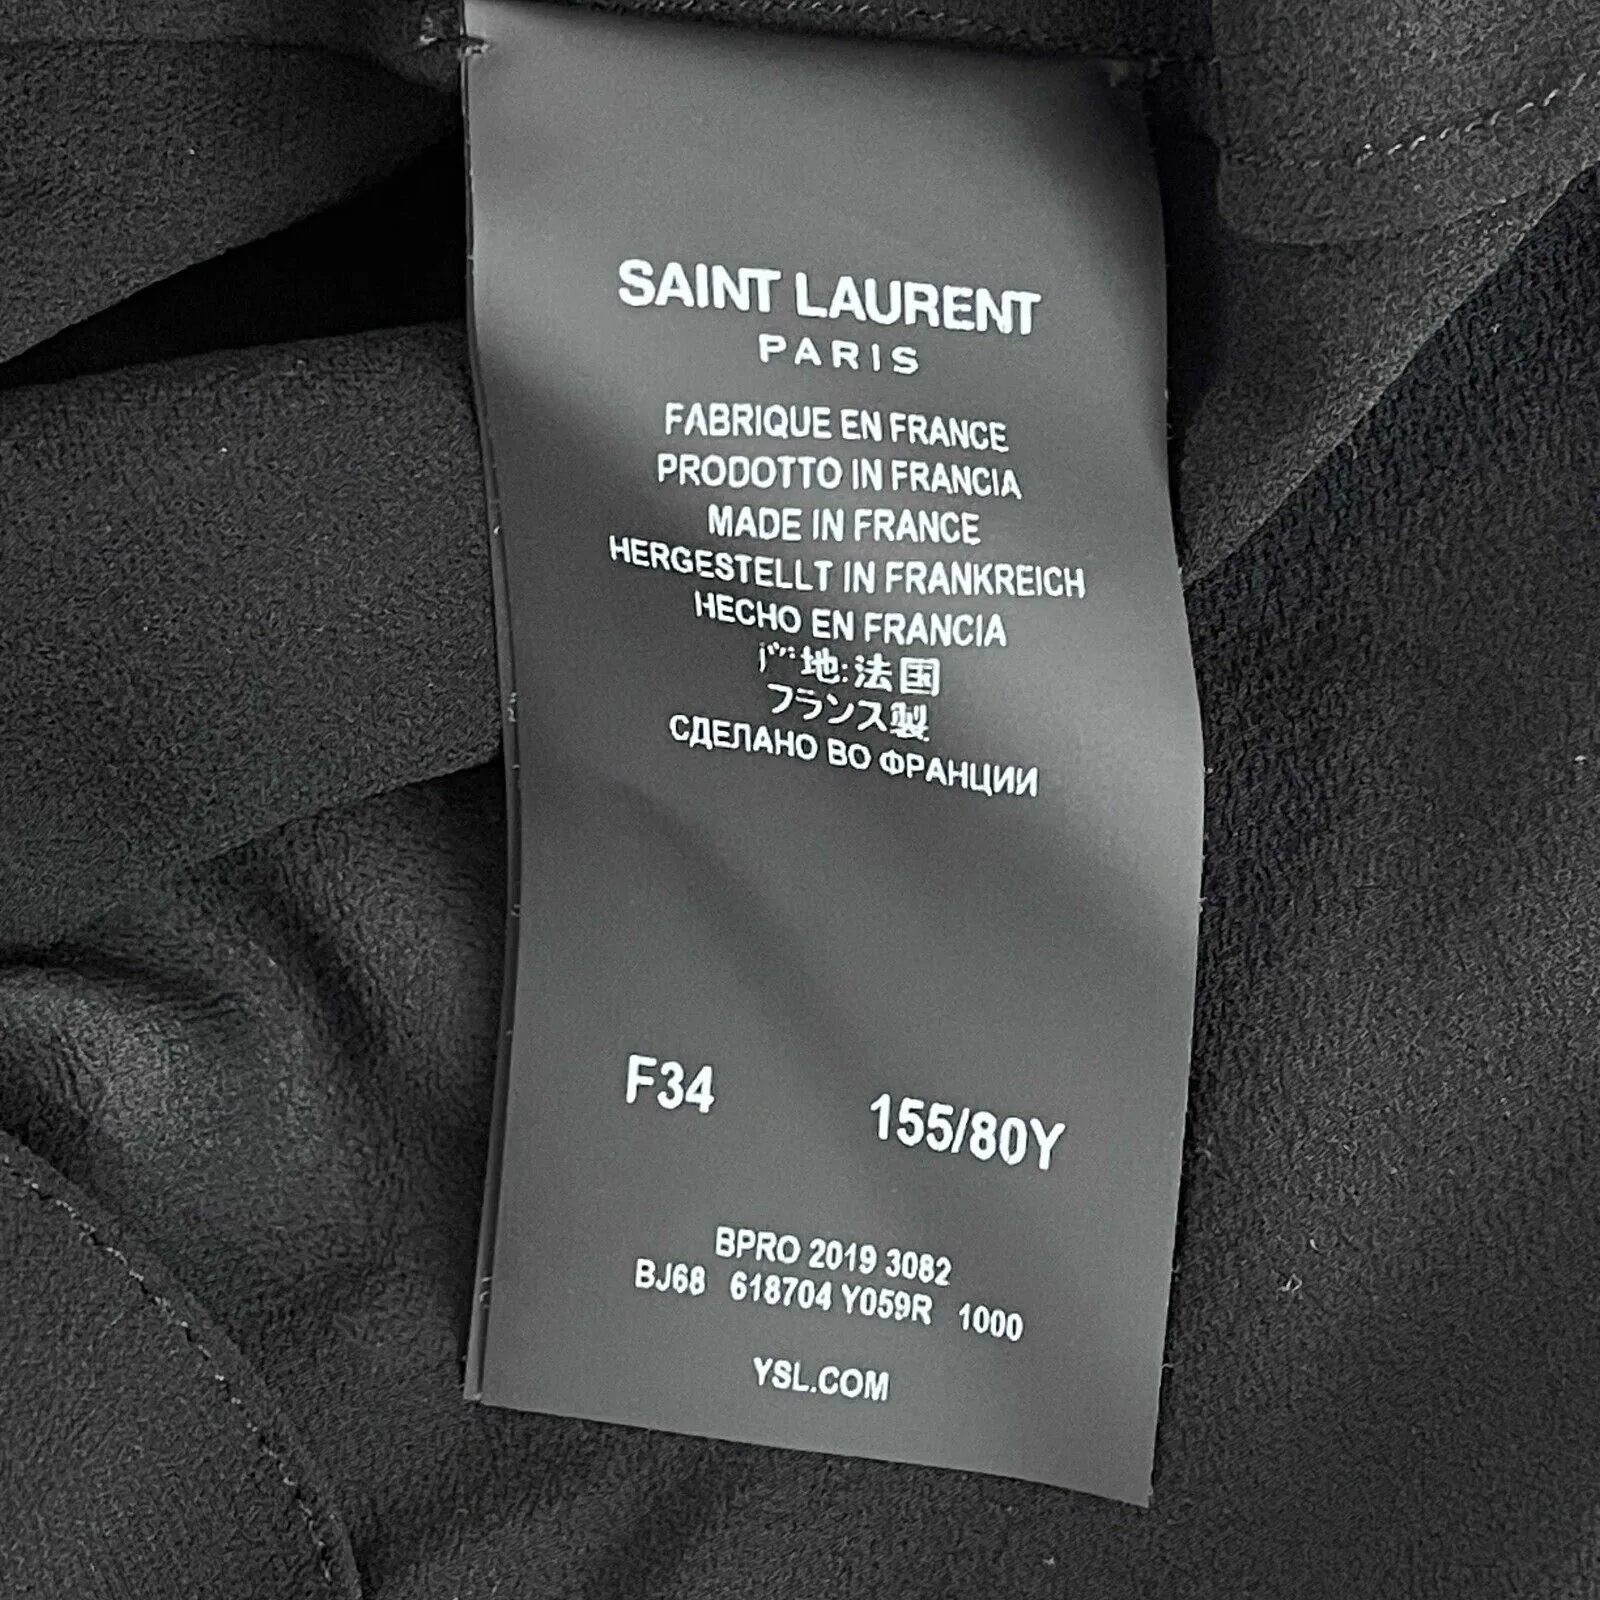 SAINT LAURENT
PARIS
FABRIQUE EN FRANCE
PRODOTTO IN FRANCIA
MADE IN FRANCE
HERGESTELLT IN FRANKREICH
HECHO EN FRANCIA
地:法国
フランス製
СДЕЛАНО ВО ФРАНЦИИ
F34 155/80Y
BPRO 2019 3082
BJ68 618704 Y059R 1000
YSL.COM